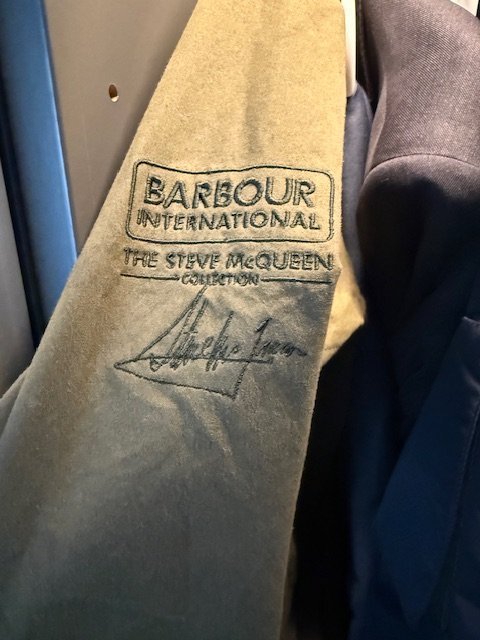 BARBOUR
INTERNATIONAL
THE STEVE McQUEEN
COLLECTION